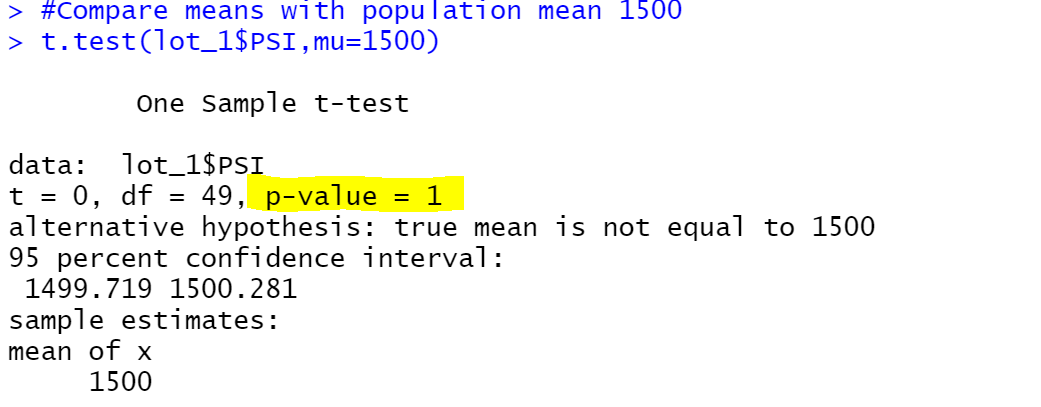 > #Compare means with population mean 1500
> t.test(lot_1$PSI,mu=1500)
One Sample t-test
data:  lot_1$PSI
t = 0, df = 49, p-value = 1
alternative hypothesis: true mean is not equal to 1500
95 percent confidence interval:
1499.719 1500.281
sample estimates:
mean of x
1500